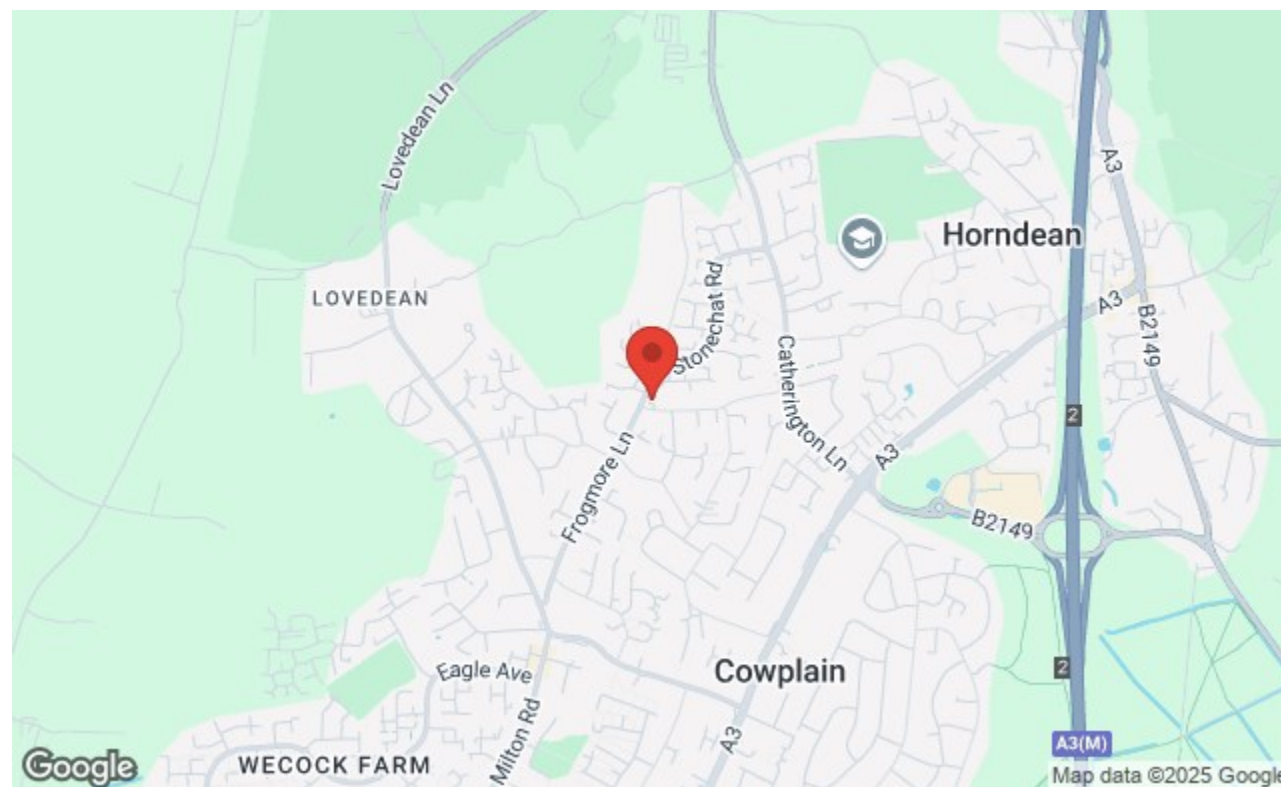 Lovedean Ln
A3
Horndean
LOVEDEAN
Stonechat Rd
A3
B2149
Catherington Ln
2
Frogmore Ln
A3
B2149
Eagle Ave
Cowplain
2
Milton Rd
A3
A3(M)
WECOCK FARM
Google
Map data ©2025 Google